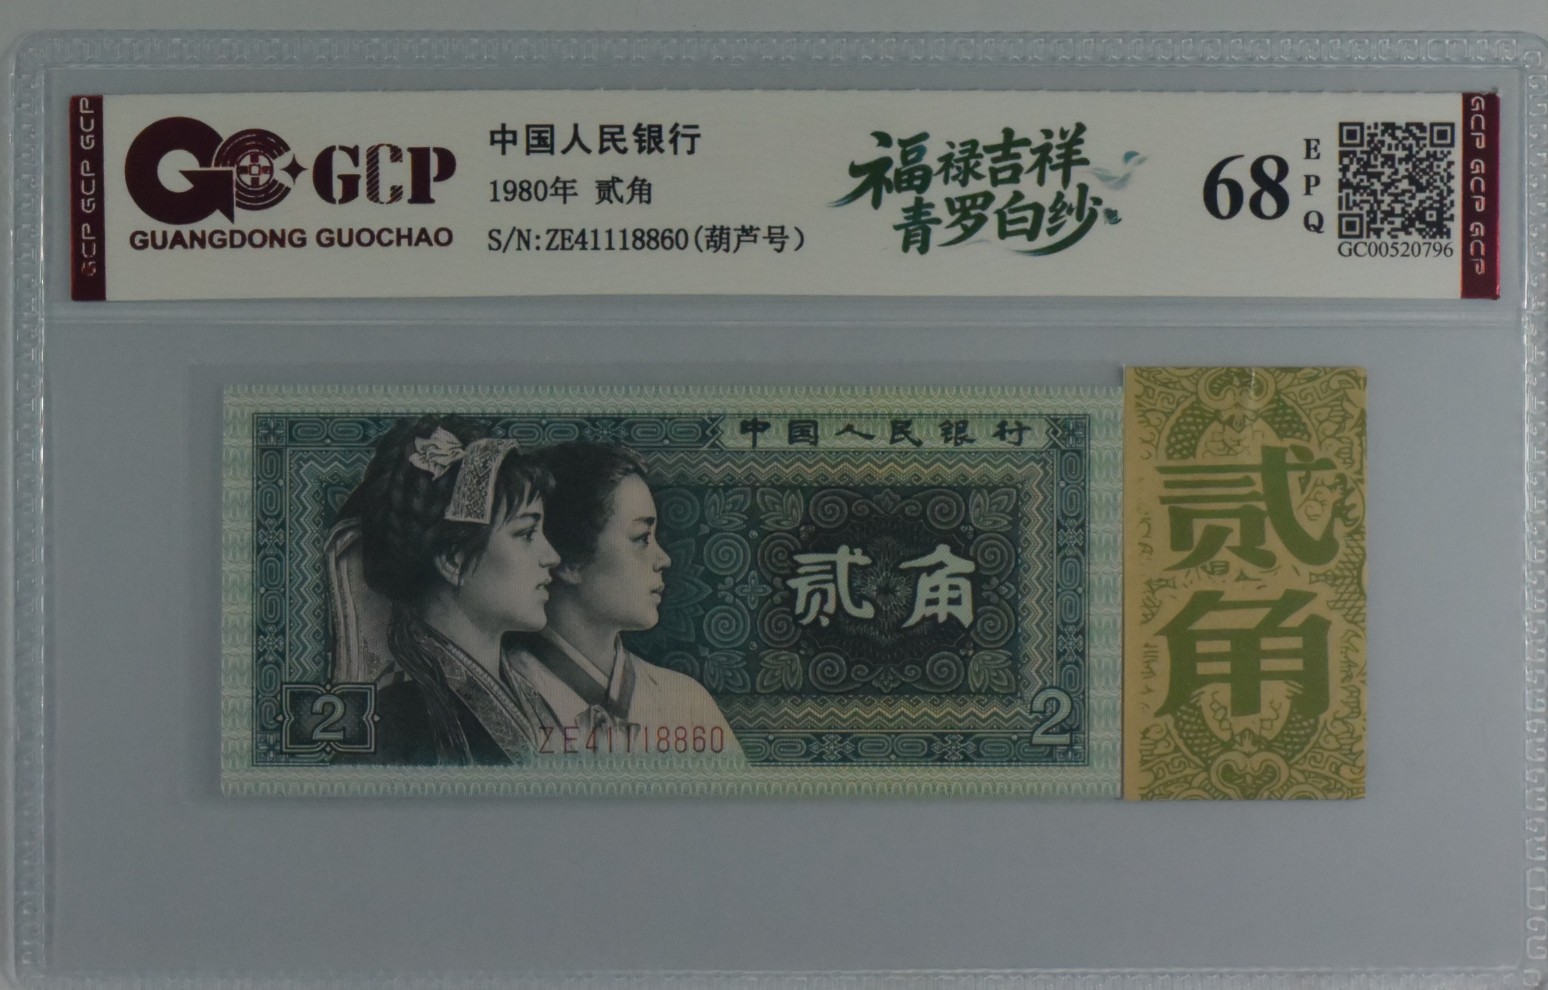 GCP GCP GCP
GCP
GUANGDONG GUOCHAO
中国人民银行
1980年 贰角
S/N:ZE41118860(葫芦号)
福禄吉祥
青罗白纱
68
EPQ
GC00520796
GCP GCP GCP
中国人民银行
贰角
2
ZE41118860
2
贰角